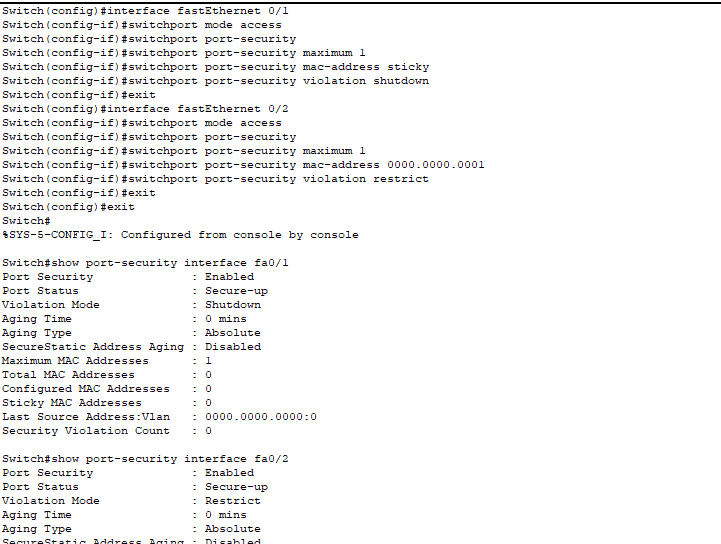 Switch(config)#interface fastEthernet 0/1
Switch(config-if)#switchport mode access
Switch(config-if)#switchport port-security
Switch(config-if)#switchport port-security maximum 1
Switch(config-if)#switchport port-security mac-address sticky
Switch(config-if)#switchport port-security violation shutdown
Switch(config-if)#exit
Switch(config)#interface fastEthernet 0/2
Switch(config-if)#switchport mode access
Switch(config-if)#switchport port-security
Switch(config-if)#switchport port-security maximum 1
Switch(config-if)#switchport port-security mac-address 0000.0000.0001
Switch(config-if)#switchport port-security violation restrict
Switch(config-if)#exit
Switch(config)#exit
Switch#
%SYS-5-CONFIG_I: Configured from console by console
Switch#show port-security interface fa0/1
Port Security : Enabled
Port Status : Secure-up
Violation Mode : Shutdown
Aging Time : 0 mins
Aging Type : Absolute
SecureStatic Address Aging : Disabled
Maximum MAC Addresses : 1
Total MAC Addresses : 0
Configured MAC Addresses : 0
Sticky MAC Addresses : 0
Last Source Address:Vlan : 0000.0000.0000:0
Security Violation Count : 0
Switch#show port-security interface fa0/2
Port Security : Enabled
Port Status : Secure-up
Violation Mode : Restrict
Aging Time : 0 mins
Aging Type : Absolute
SecureStatic Address Aging : Disabled